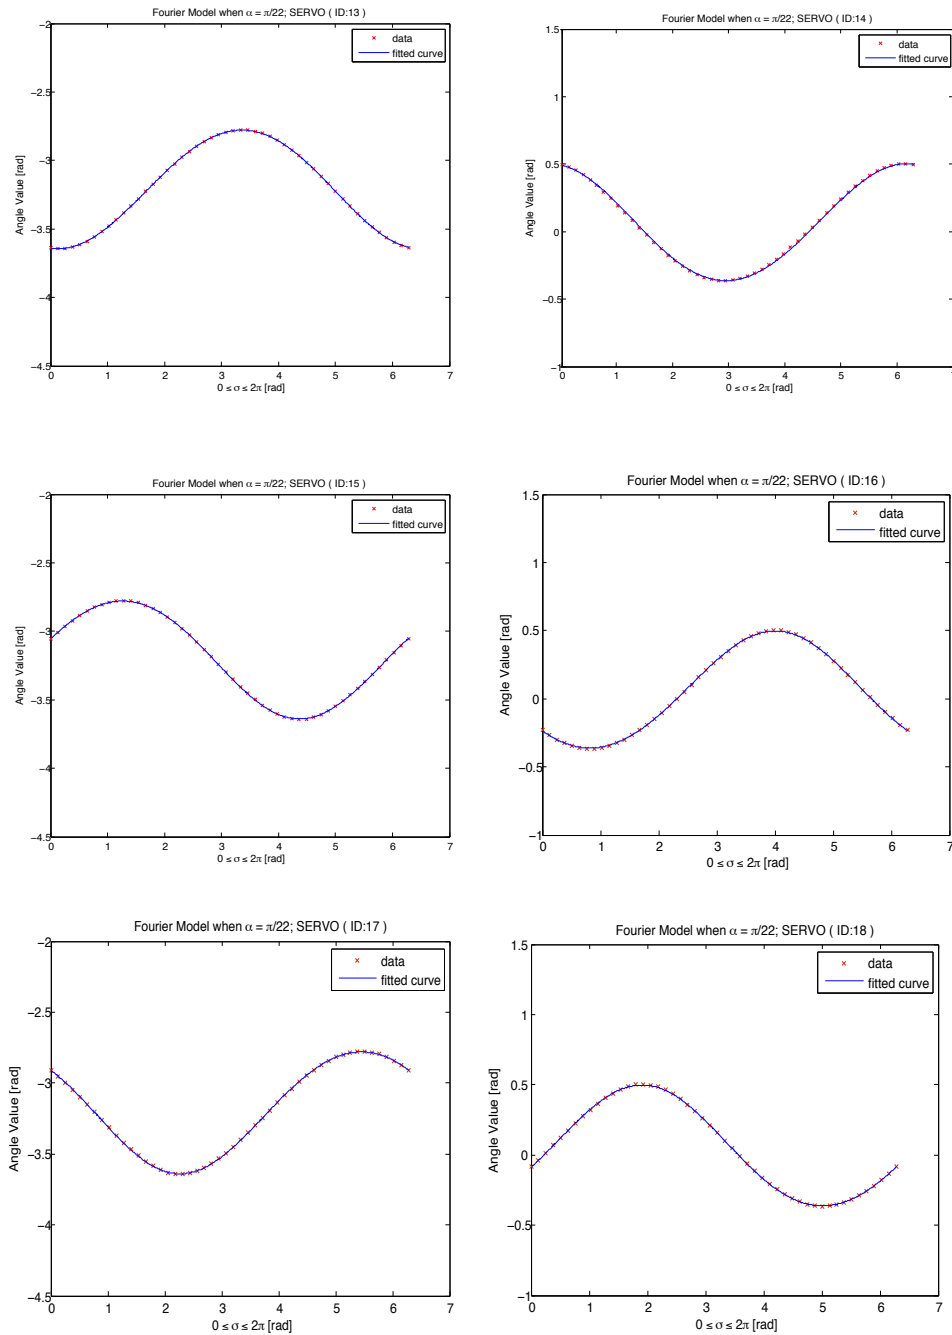 Fourier Model when α = π/22; SERVO ( ID:13)
data
fitted curve
−2
−2.5
−3
−3.5
−4
−4.5
Angle Value [rad]
0 1 2 3 4 5 6 7
0 ≤ σ ≤ 2π [rad]
Fourier Model when α = π/22; SERVO ( ID:14)
data
fitted curve
1.5
1
0.5
0
−0.5
−1
Angle Value [rad]
0 1 2 3 4 5 6 7
0 ≤ σ ≤ 2π [rad]
Fourier Model when α = π/22; SERVO ( ID:15)
data
fitted curve
−2
−2.5
−3
−3.5
−4
−4.5
Angle Value [rad]
0 1 2 3 4 5 6 7
0 ≤ σ ≤ 2π [rad]
Fourier Model when α = π/22; SERVO ( ID:16 )
data
fitted curve
1.5
1
0.5
0
−0.5
−1
Angle Value [rad]
0 1 2 3 4 5 6 7
0 ≤ σ ≤ 2π [rad]
Fourier Model when α = π/22; SERVO ( ID:17 )
data
fitted curve
−2
−2.5
−3
−3.5
−4
−4.5
Angle Value [rad]
0 1 2 3 4 5 6 7
0 ≤ σ ≤ 2π [rad]
Fourier Model when α = π/22; SERVO ( ID:18 )
data
fitted curve
1.5
1
0.5
0
−0.5
−1
Angle Value [rad]
0 1 2 3 4 5 6 7
0 ≤ σ ≤ 2π [rad]